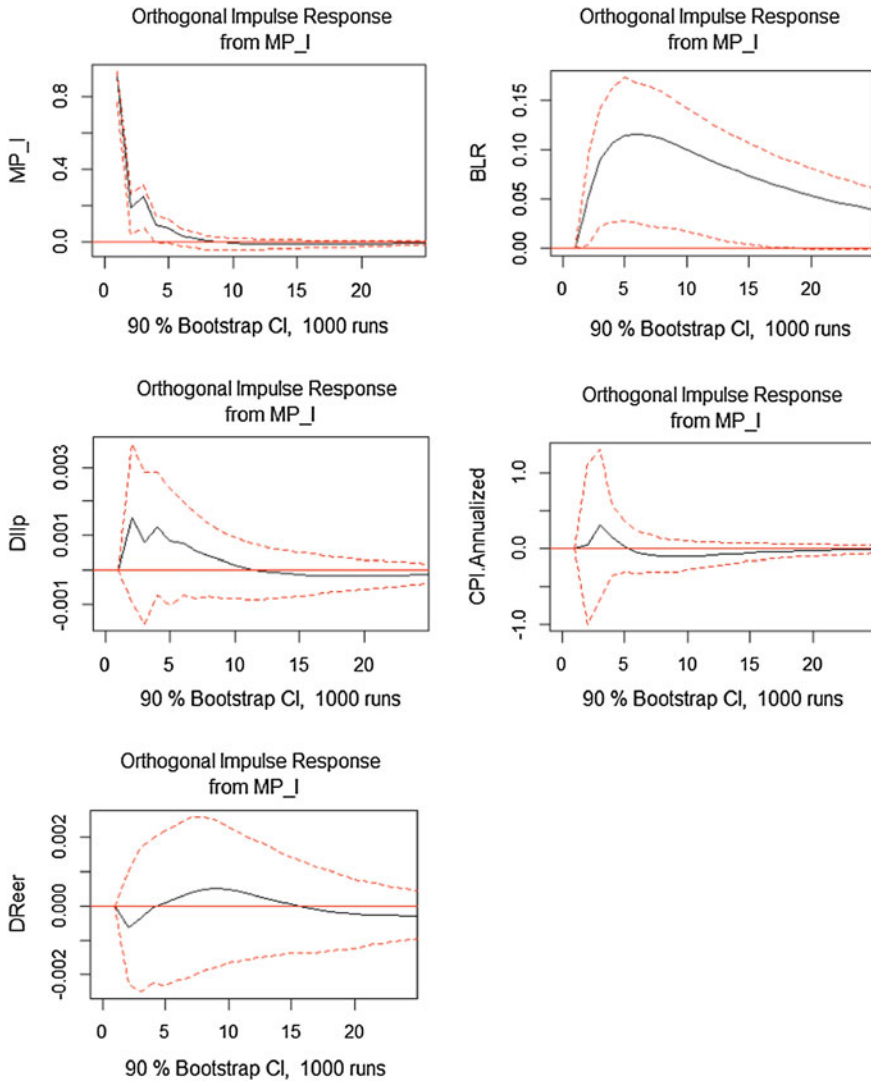 Orthogonal Impulse Response
from MP_I
MP_I
0.8
0.4
0.0
0 5 10 15 20
90 % Bootstrap CI, 1000 runs
Orthogonal Impulse Response
from MP_I
BLR
0.15
0.10
0.05
0.00
0 5 10 15 20
90 % Bootstrap CI, 1000 runs
Orthogonal Impulse Response
from MP_I
DIIp
0.003
0.001
-0.001
0 5 10 15 20
90 % Bootstrap CI, 1000 runs
Orthogonal Impulse Response
from MP_I
CPI.Annualized
1.0
0.0
-1.0
0 5 10 15 20
90 % Bootstrap CI, 1000 runs
Orthogonal Impulse Response
from MP_I
DReer
0.002
0.000
-0.002
0 5 10 15 20
90 % Bootstrap CI, 1000 runs